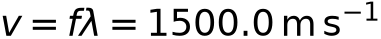 v = fλ = 1500.0 m s⁻¹